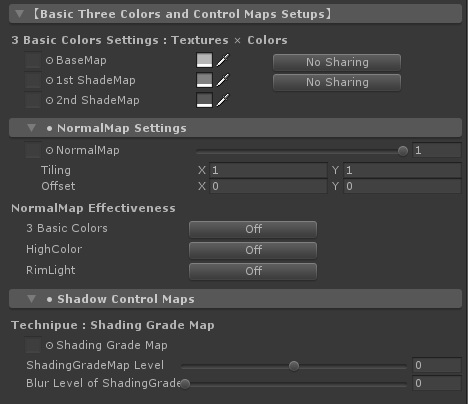 【Basic Three Colors and Control Maps Setups】
3 Basic Colors Settings : Textures × Colors
BaseMap No Sharing
1st ShadeMap No Sharing
2nd ShadeMap
● NormalMap Settings
NormalMap 1
Tiling X 1 Y 1
Offset X 0 Y 0
NormalMap Effectiveness
3 Basic Colors Off
HighColor Off
RimLight Off
● Shadow Control Maps
Technipue : Shading Grade Map
Shading Grade Map
ShadingGradeMap Level 0
Blur Level of ShadingGrade 0